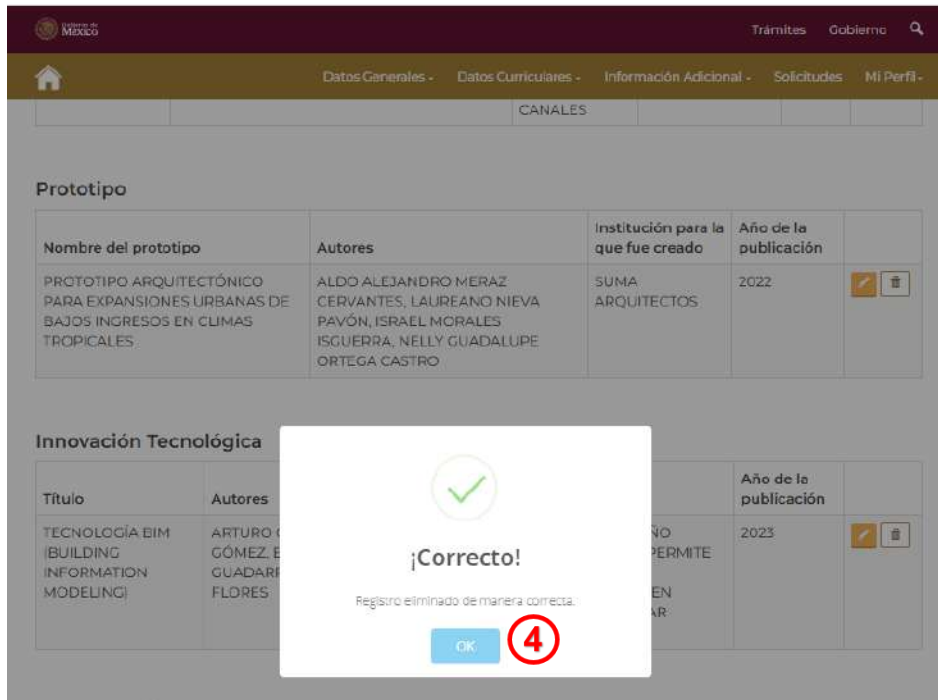 Gobierno de
México
Trámites Gobierno
Datos Generales Datos Curriculares Información Adicional Solicitudes Mi Perfil
CANALES
Prototipo
Nombre del prototipo
Autores
Institución para la
que fue creado
Año de la
publicación
PROTOTIPO ARQUITECTÓNICO
PARA EXPANSIONES URBANAS DE
BAJOS INGRESOS EN CLIMAS
TROPICALES
ALDO ALEJANDRO MERAZ
CERVANTES, LAUREANO NIEVA
PAVÓN, ISRAEL MORALES
ISGUERRA, NELLY GUADALUPE
ORTEGA CASTRO
SUMA
ARQUITECTOS
2022
Innovación Tecnológica
Título
Autores
Año de la
publicación
TECNOLOGÍA BIM
(BUILDING
INFORMATION
MODELING)
ARTURO
GÓMEZ, E
GUADARR
FLORES
ÑO
PERMITE
EN
AR
2023
¡Correcto!
Registro eliminado de manera correcta.
OK
4